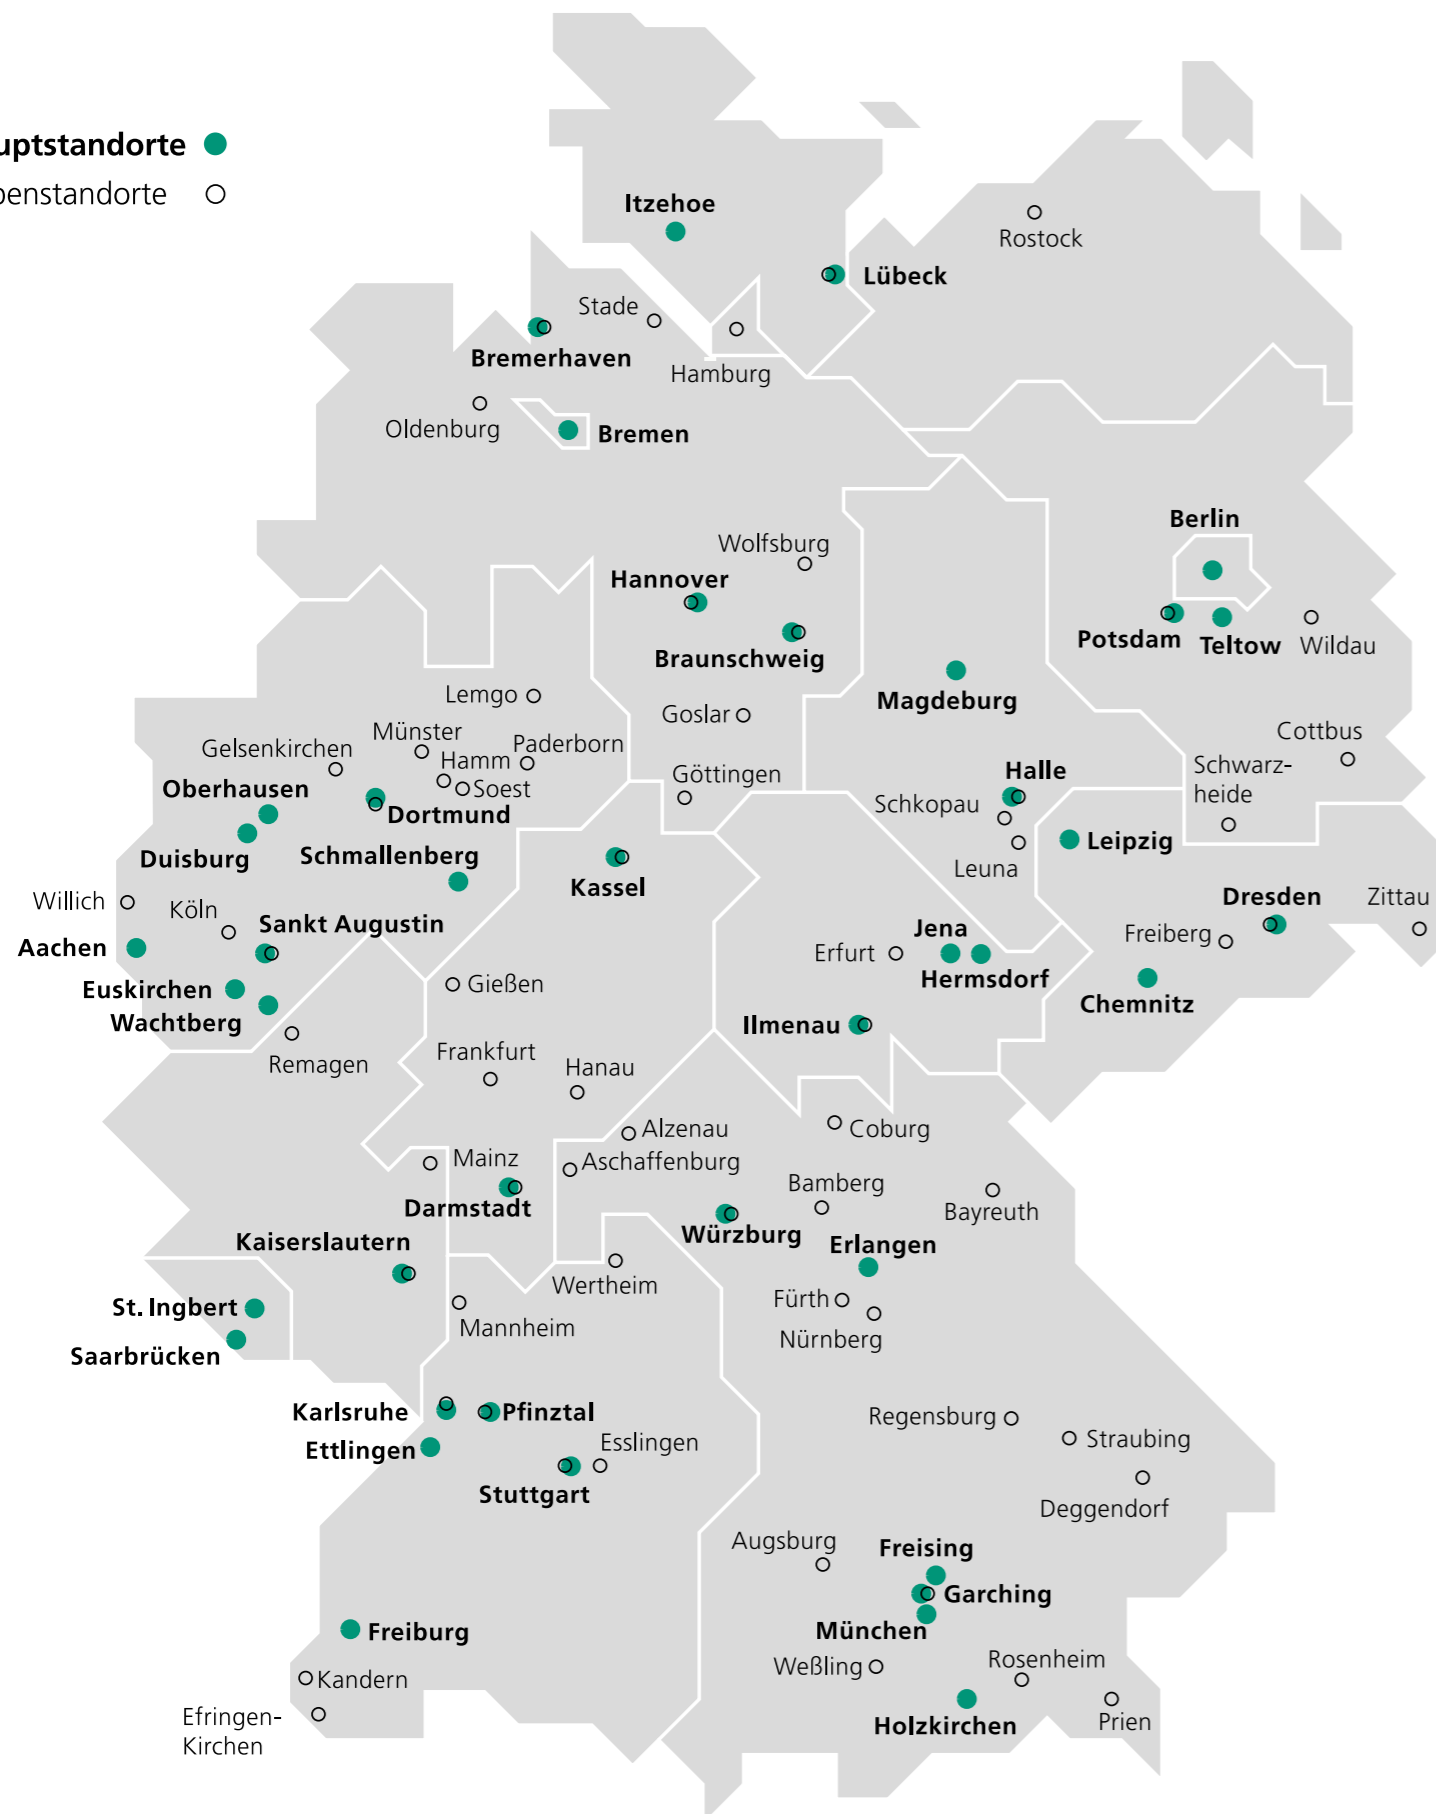 uptstandorte
benstandorte
Itzehoe
Rostock
Lübeck
Stade
Bremerhaven
Hamburg
Oldenburg
Bremen
Berlin
Wolfsburg
Hannover
Braunschweig
Potsdam
Teltow
Wildau
Magdeburg
Lemgo
Goslar
Münster
Paderborn
Gelsenkirchen
Hamm
Soest
Cottbus
Schwarz-
heide
Göttingen
Halle
Oberhausen
Schkopau
Dortmund
Leipzig
Duisburg
Schmallenberg
Leuna
Kassel
Willich
Köln
Sankt Augustin
Dresden
Zittau
Aachen
Jena
Freiberg
Erfurt
Hermsdorf
Euskirchen
Gießen
Chemnitz
Wachtberg
Ilmenau
Remagen
Frankfurt
Hanau
Alzenau
Coburg
Mainz
Aschaffenburg
Bamberg
Darmstadt
Bayreuth
Würzburg
Kaiserslautern
Erlangen
Wertheim
St. Ingbert
Fürth
Mannheim
Nürnberg
Saarbrücken
Karlsruhe
Pfinztal
Regensburg
Ettlingen
Esslingen
Straubing
Stuttgart
Deggendorf
Augsburg
Freising
Garching
Freiburg
München
Weßling
Rosenheim
Kandern
Efringen-
Kirchen
Holzkirchen
Prien